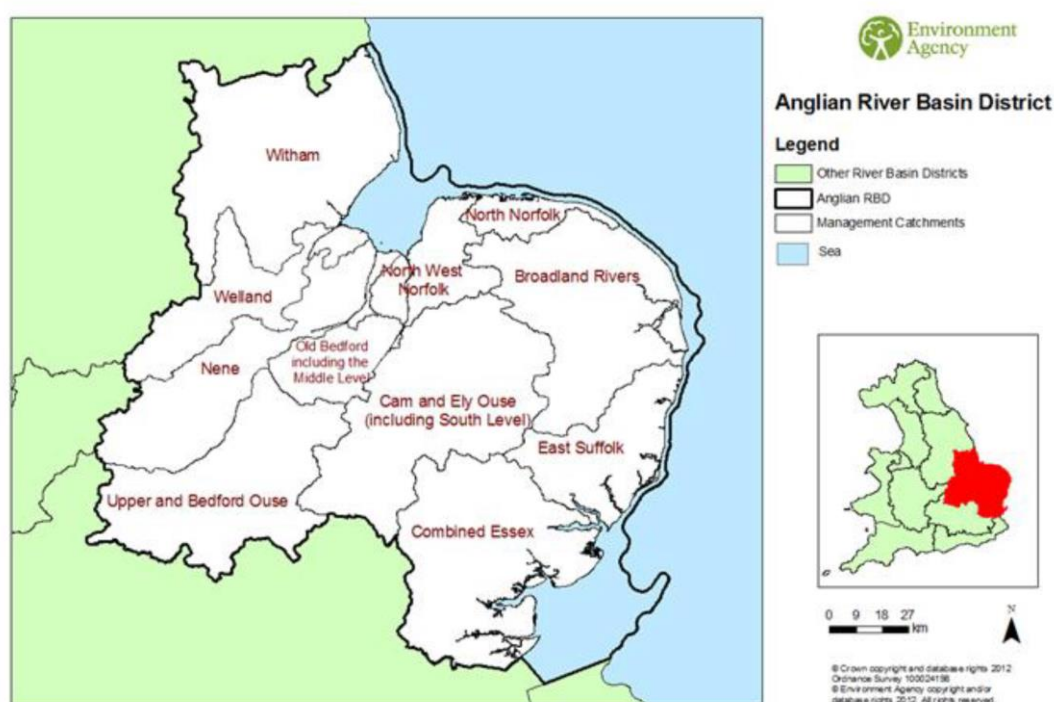 Environment
Agency
Anglian River Basin District
Legend
Other River Basin Districts
Anglian RBD
Management Catchments
Sea
Witham
North Norfolk
North West
Norfolk
Broadland Rivers
Welland
Old Bedford
including the
Middle Level
Nene
Cam and Ely Ouse
(including South Level)
East Suffolk
Upper and Bedford Ouse
Combined Essex
0 9 18 27
km
N
© Crown copyright and database rights 2012
Ordnance Survey 100024198
© Environment Agency copyright and/or
database rights 2012. All rights reserved